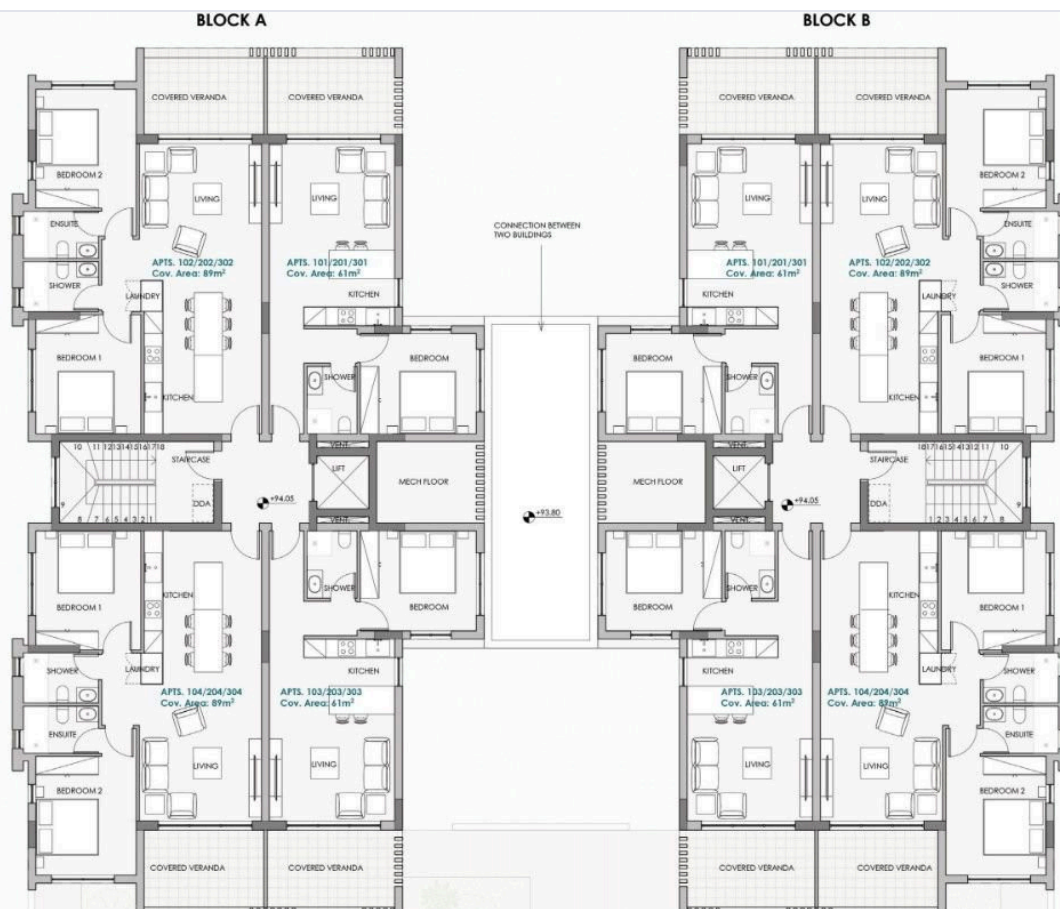 BLOCK A
BLOCK B
COVERED VERANDA
COVERED VERANDA
COVERED VERANDA
COVERED VERANDA
BEDROOM 2
LIVING
LIVING
LIVING
LIVING
BEDROOM 2
ENSUITE
CONNECTION BETWEEN
TWO BUILDINGS
ENSUITE
APTS. 102/202/302
Cov. Area: 89m²
APTS. 101/201/301
Cov. Area: 61m²
APTS. 101/201/301
Cov. Area: 61m²
APTS. 102/202/302
Cov. Area: 89m²
SHOWER
LAUNDRY
KITCHEN
KITCHEN
LAUNDRY
SHOWER
BEDROOM 1
BEDROOM
BEDROOM
BEDROOM 1
SHOWER
SHOWER
KITCHEN
KITCHEN
10 11 12 13 14 15 16 17 18
VENT.
VENT.
18 17 16 15 14 13 12 11 10
STAIRCASE
LIFT
LIFT
STAIRCASE
MECH FLOOR
MECH FLOOR
9
DDA
+94.05
+93.80
+94.05
DDA
9
8 7 6 5 4 3 2 1
VENT.
VENT.
1 2 3 4 5 6 7 8
BEDROOM 1
KITCHEN
SHOWER
BEDROOM
BEDROOM
SHOWER
KITCHEN
BEDROOM 1
SHOWER
LAUNDRY
KITCHEN
KITCHEN
LAUNDRY
SHOWER
APTS. 104/204/304
Cov. Area: 89m²
APTS. 103/203/303
Cov. Area: 61m²
APTS. 103/203/303
Cov. Area: 61m²
APTS. 104/204/304
Cov. Area: 89m²
ENSUITE
ENSUITE
LIVING
LIVING
LIVING
LIVING
BEDROOM 2
BEDROOM 2
COVERED VERANDA
COVERED VERANDA
COVERED VERANDA
COVERED VERANDA